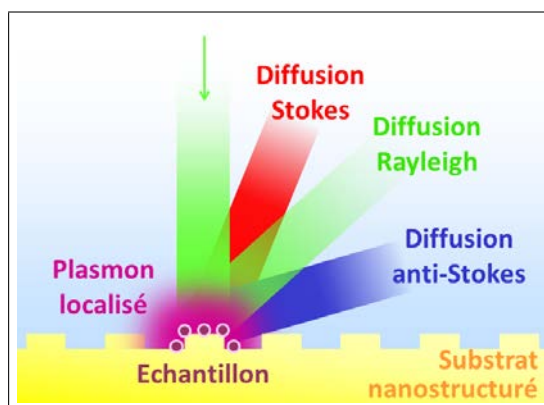 Diffusion
Stokes
Diffusion
Rayleigh
Diffusion
anti-Stokes
Plasmon
localisé
Echantillon
Substrat
nanostructuré